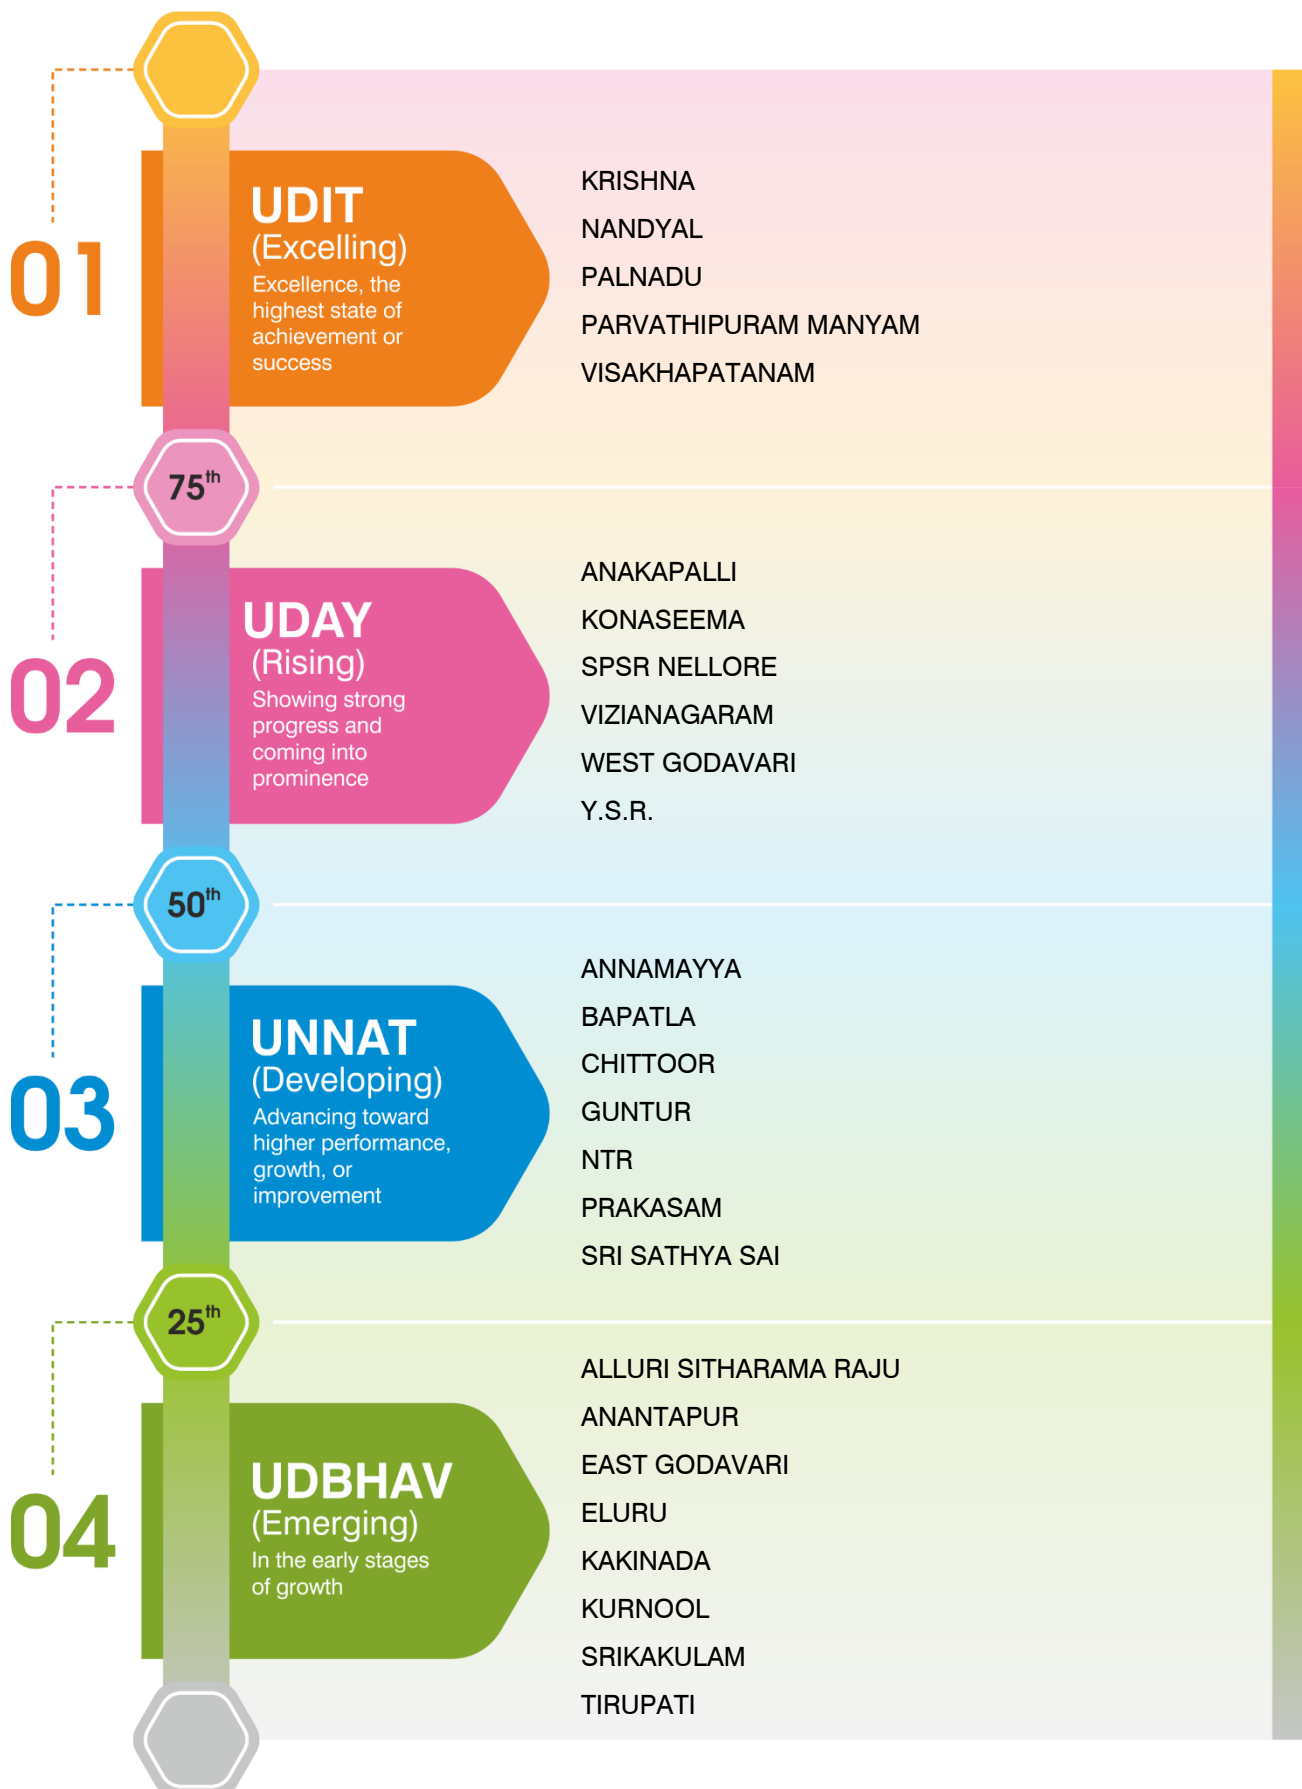 01
UDIT
(Excelling)
Excellence, the
highest state of
achievement or
success
KRISHNA
NANDYAL
PALNADU
PARVATHIPURAM MANYAM
VISAKHAPATANAM
75th
02
UDAY
(Rising)
Showing strong
progress and
coming into
prominence
ANAKAPALLI
KONASEEMA
SPSR NELLORE
VIZIANAGARAM
WEST GODAVARI
Y.S.R.
50th
03
UNNAT
(Developing)
Advancing toward
higher performance,
growth, or
improvement
ANNAMAYYA
BAPATLA
CHITTOOR
GUNTUR
NTR
PRAKASAM
SRI SATHYA SAI
25th
04
UDBHAV
(Emerging)
In the early stages
of growth
ALLURI SITHARAMA RAJU
ANANTAPUR
EAST GODAVARI
ELURU
KAKINADA
KURNOOL
SRIKAKULAM
TIRUPATI